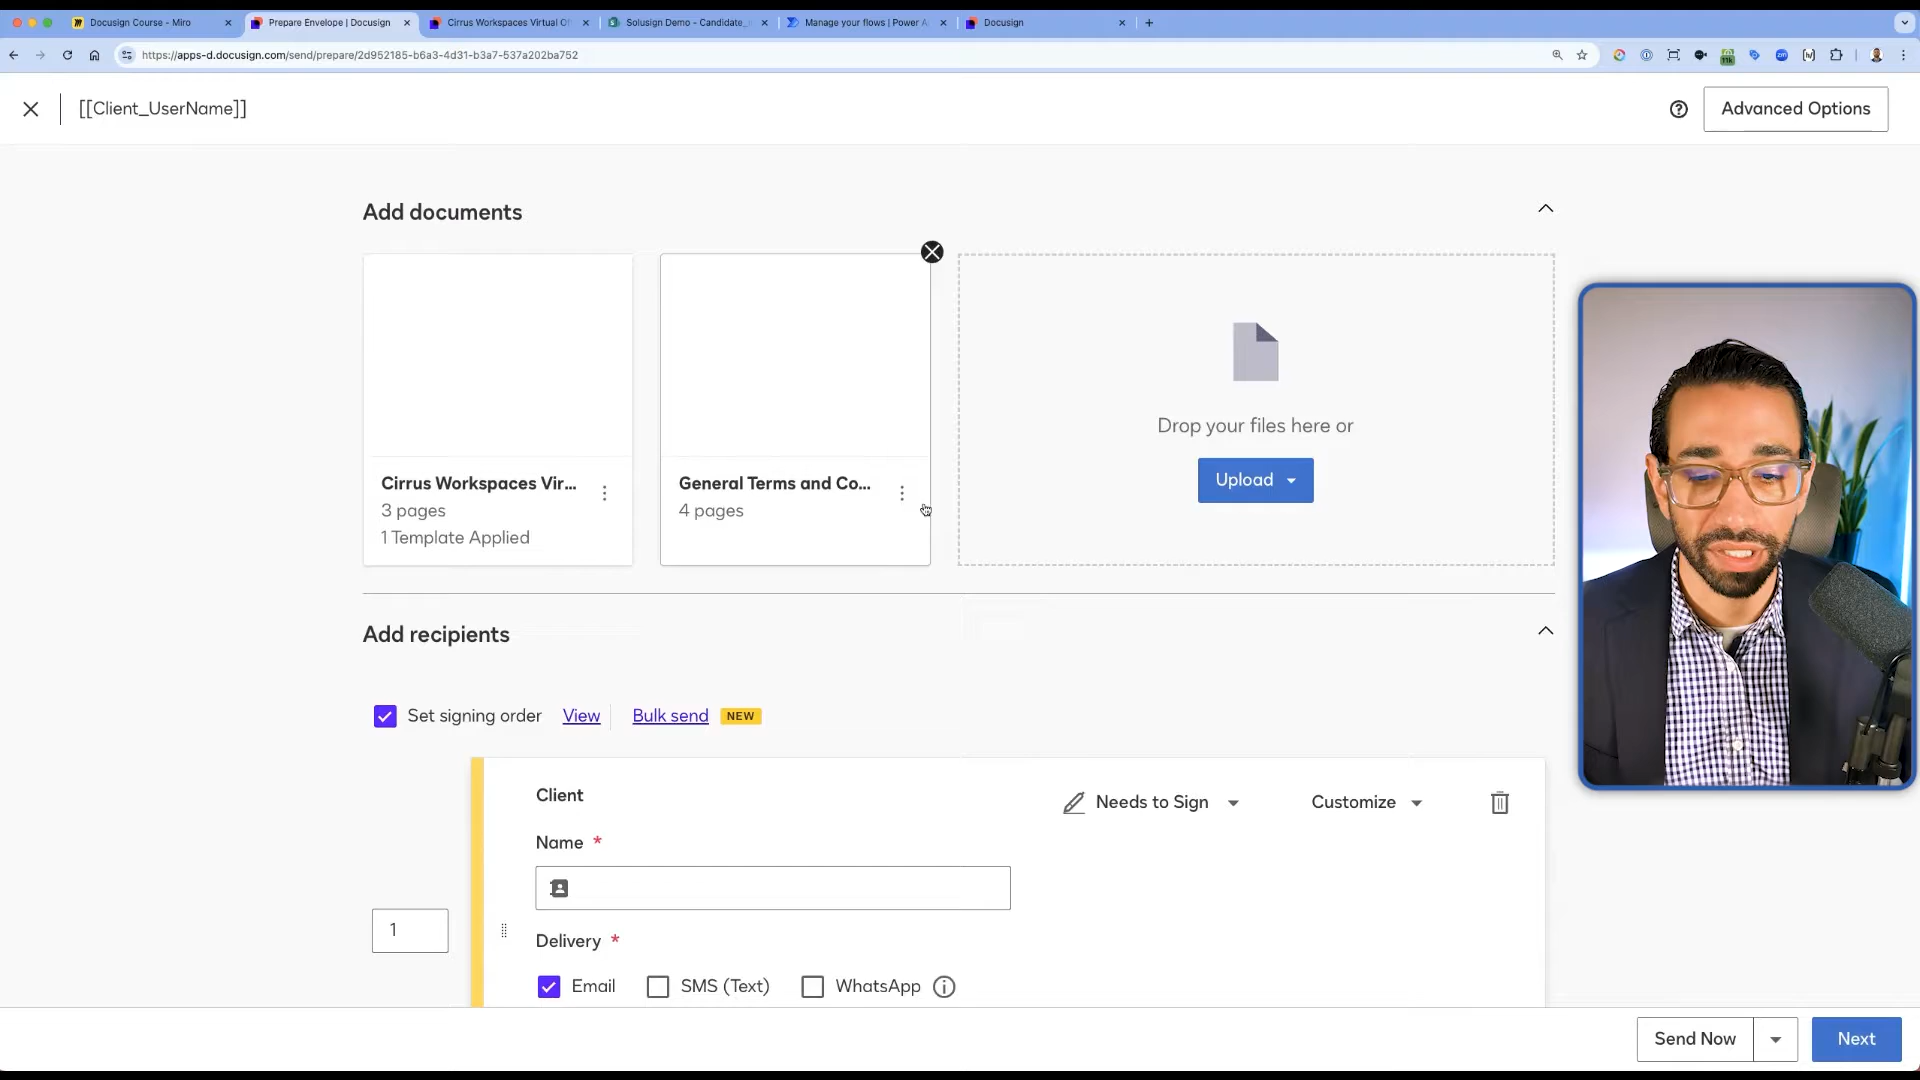 Docusign Course - Miro
Prepare Envelope | Docusign
Cirrus Workspaces Virtual Of
Solusign Demo - Candidate_
Manage your flows | Power A
Docusign
https://apps-d.docusign.com/send/prepare/2d952185-b6a3-4d31-b3a7-537a202ba752
11k
zm
[[Client_UserName]]
Advanced Options
Add documents
Cirrus Workspaces Vir...
3 pages
1 Template Applied
General Terms and Co...
4 pages
Drop your files here or
Upload
Add recipients
Set signing order
View
Bulk send
NEW
Client
Needs to Sign
Customize
Name *
1
Delivery *
Email
SMS (Text)
WhatsApp
Send Now
Next